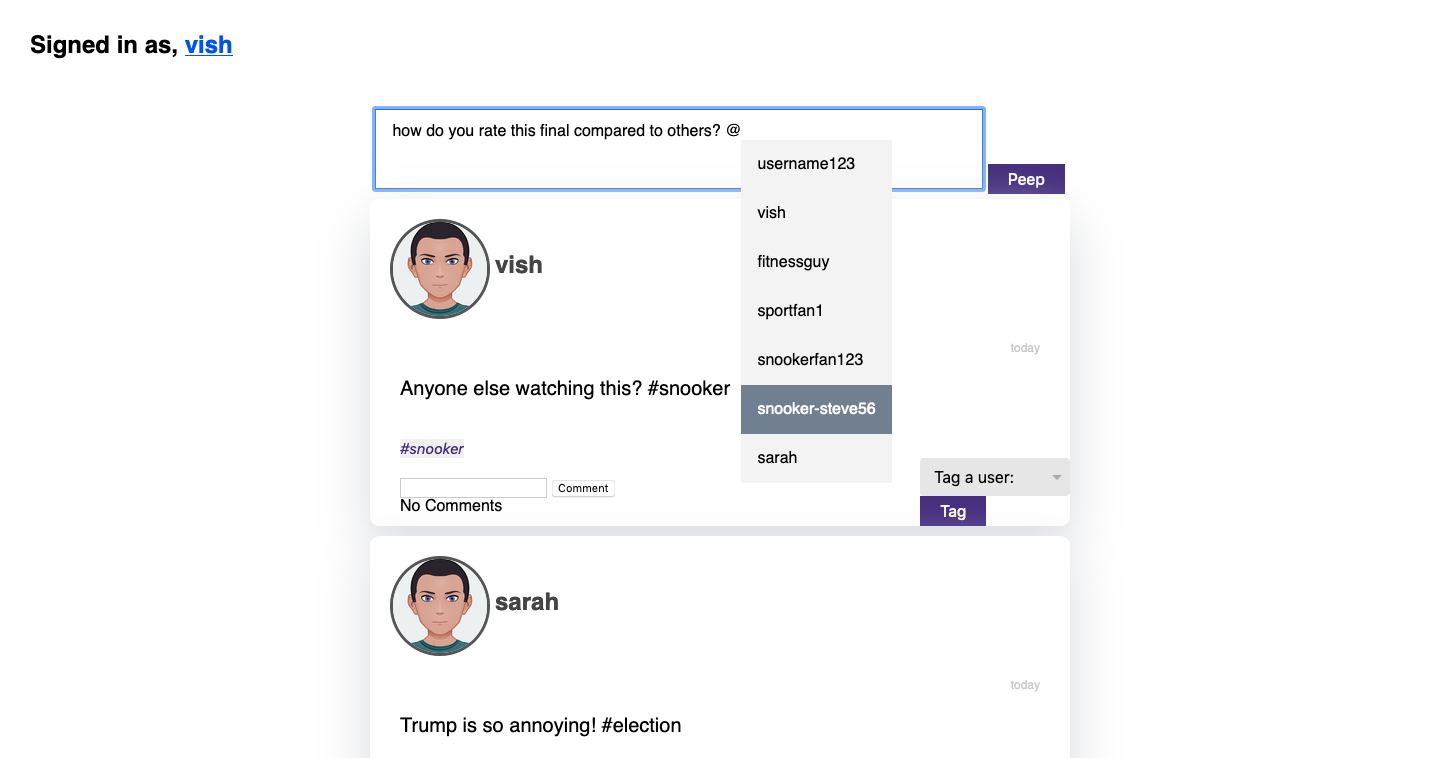 Signed in as, vish
how do you rate this final compared to others? @
username123
vish
fitnessguy
sportfan1
snookerfan123
snooker-steve56
sarah
Peep
vish
today
Anyone else watching this? #snooker
#snooker
Comment
No Comments
Tag a user:
Tag
sarah
today
Trump is so annoying! #election